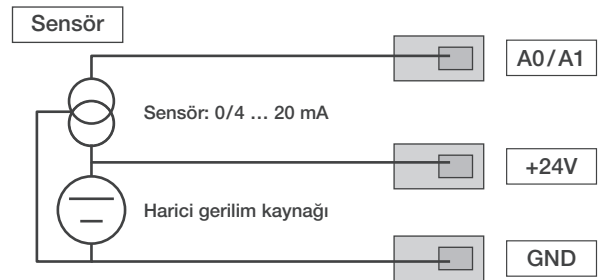 Sensör
A0/A1
Sensör: 0/4 … 20 mA
+24V
Harici gerilim kaynağı
GND